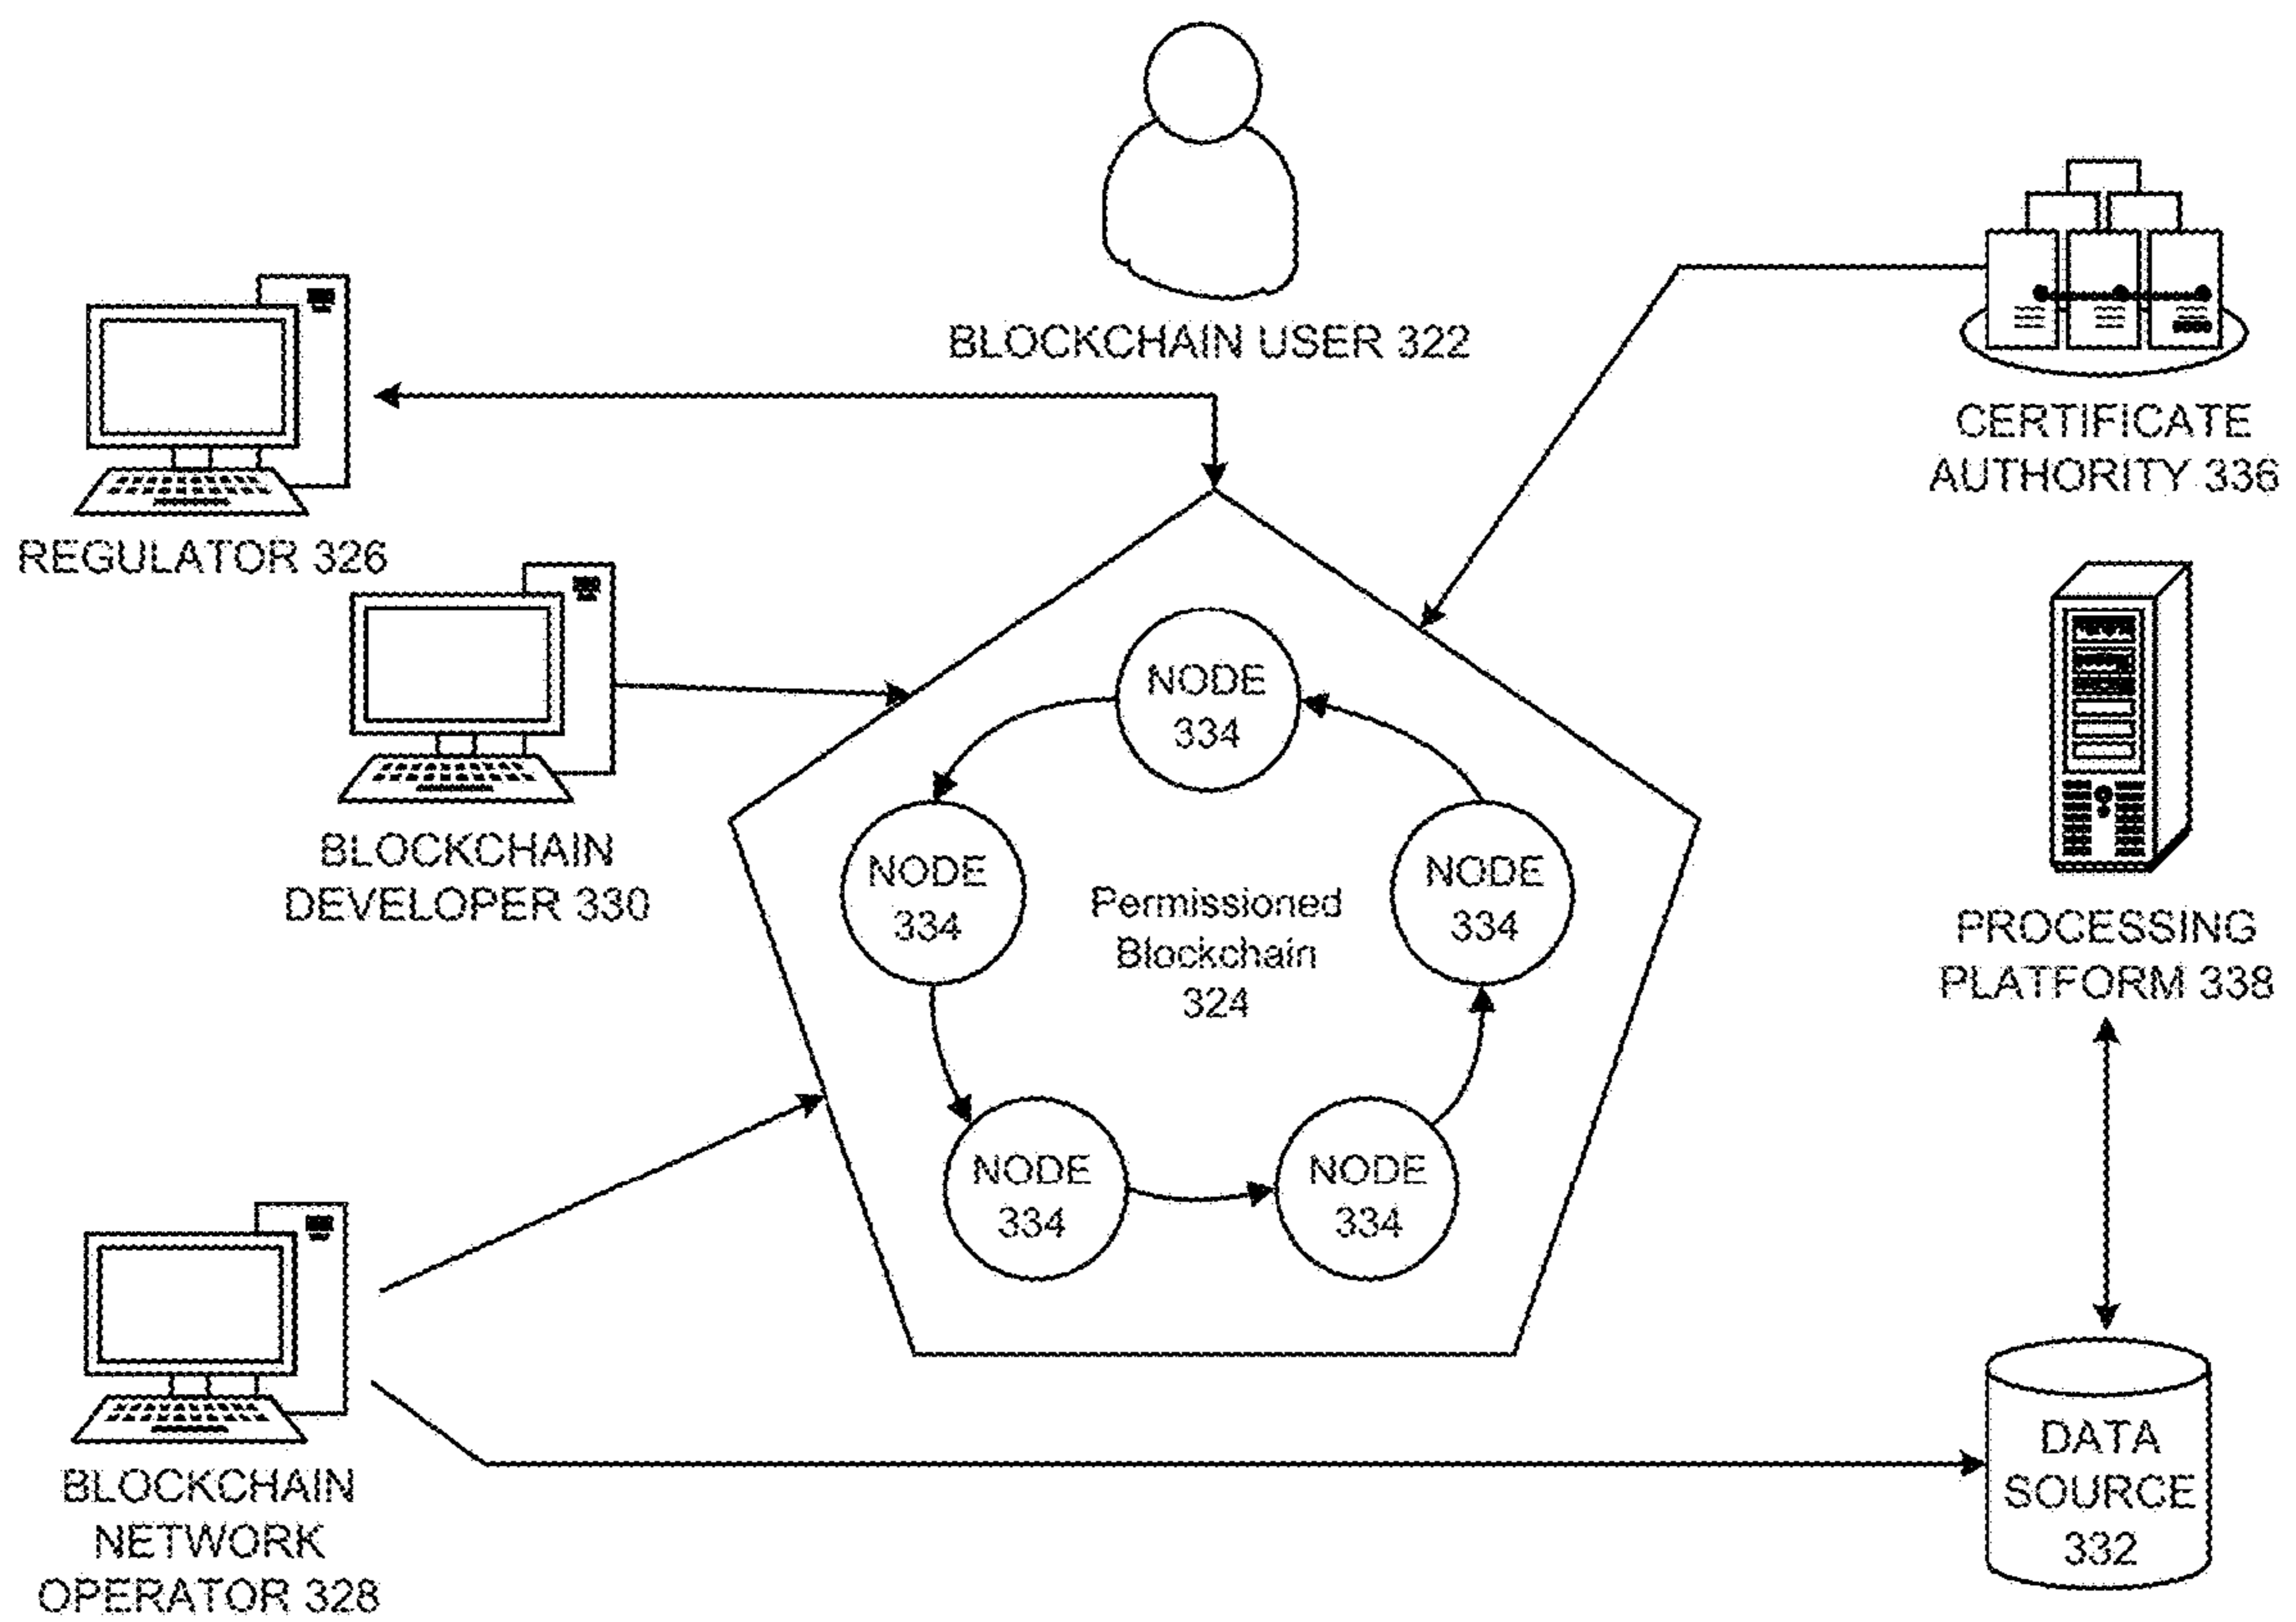 BLOCKCHAIN USER 322
CERTIFICATE
AUTHORITY 336
REGULATOR 326
BLOCKCHAIN
DEVELOPER 330
NODE
334
NODE
334
NODE
334
Permissioned
Blockchain
324
NODE
334
NODE
334
PROCESSING
PLATFORM 338
BLOCKCHAIN
NETWORK
OPERATOR 328
DATA
SOURCE
332